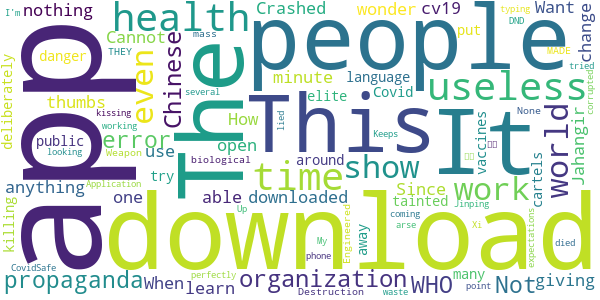 I'm nothing health Crashed wonder cv19 Want DND typing
THEY Cannot even Chinese people put change
danger minute language mass tried
deliberately thumbs The elite Covid useless MADE
app kissing How several This It corrupted
public error open lied show vaccines None world Jahangir
working use biological around
looking Weapon try time Since work cartels
anything one able downloaded tainted Jinping
killing Application Up away Xi coming
download My Engineered arse expectations died
CovidSafe When phone many
propaganda learn organization WHO Not giving
perfectly Destruction waste Keeps point